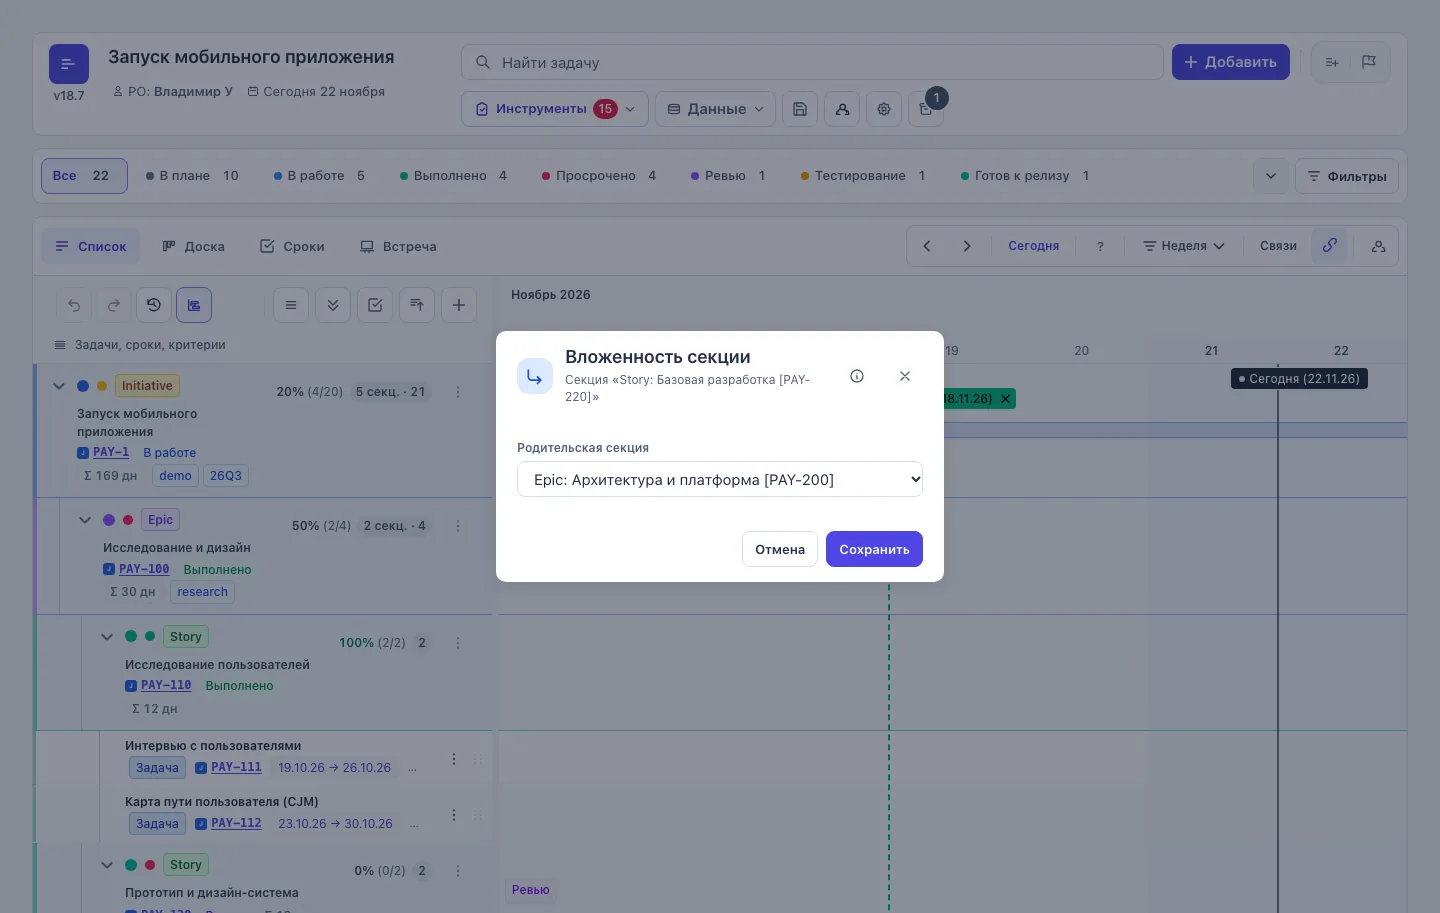 Запуск мобильного приложения
v18.7
PO: Владимир У
Сегодня 22 ноября
Найти задачу
Добавить
Инструменты 15
Данные
1
Все 22
В плане 10
В работе 5
Выполнено 4
Просрочено 4
Ревью 1
Тестирование 1
Готов к релизу 1
Фильтры
Список
Доска
Сроки
Встреча
Сегодня
?
Неделя
Связи
Ноябрь 2026
Задачи, сроки, критерии
19
20
21
22
Сегодня (22.11.26)
18.11.26)
Initiative
20% (4/20)
5 секц. · 21
Запуск мобильного
приложения
PAY-1
В работе
Σ 169 дн
demo
26Q3
Epic
50% (2/4)
2 секц. · 4
Исследование и дизайн
PAY-100
Выполнено
Σ 30 дн
research
Story
100% (2/2)
2
Исследование пользователей
PAY-110
Выполнено
Σ 12 дн
Интервью с пользователями
Задача
PAY-111
19.10.26 → 26.10.26
...
Карта пути пользователя (CJM)
Задача
PAY-112
23.10.26 → 30.10.26
...
Story
0% (0/2)
2
Прототип и дизайн-система
Ревью
Вложенность секции
Секция «Story: Базовая разработка [PAY-
220]»
Родительская секция
Epic: Архитектура и платформа [PAY-200]
Отмена
Сохранить